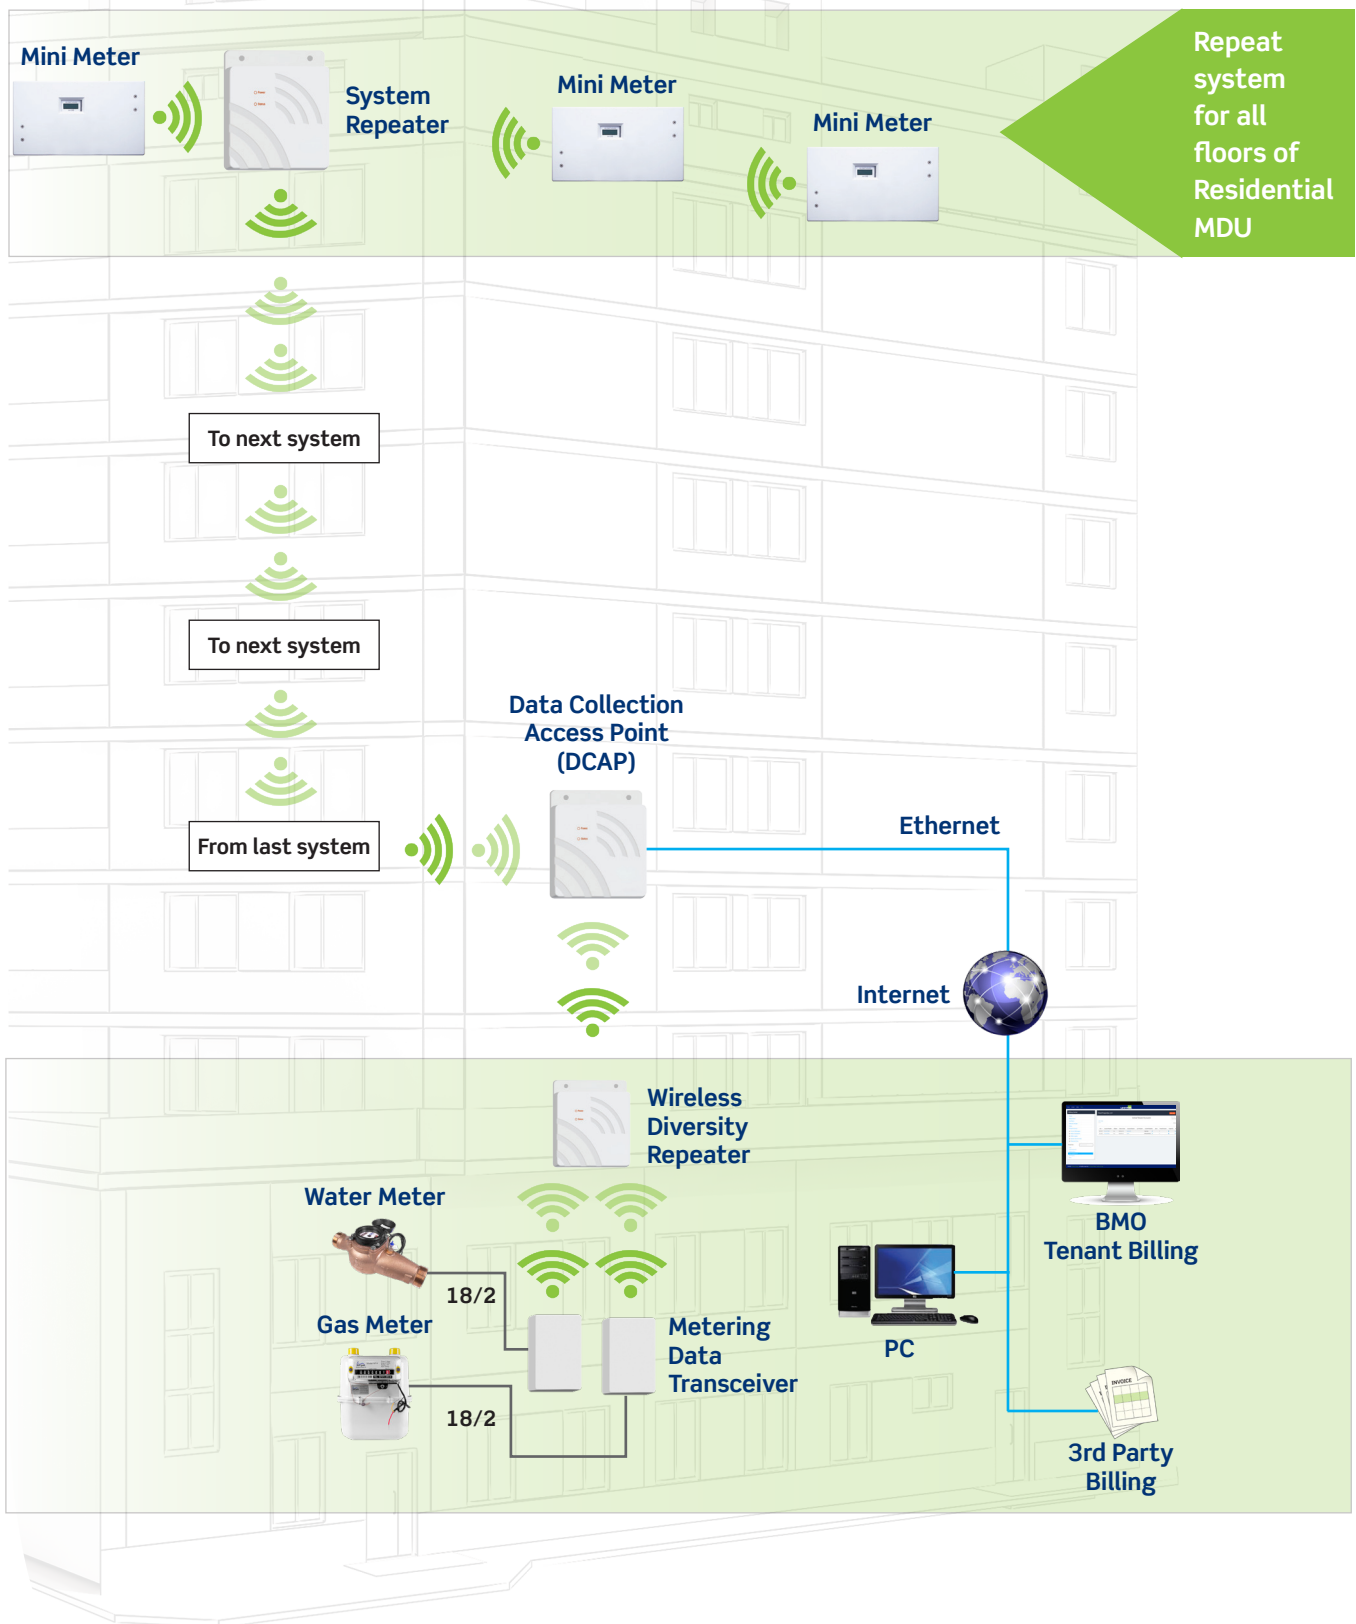 Mini Meter
System
Repeater
Mini Meter
Mini Meter
Repeat
system
for all
floors of
Residential
MDU
To next system
To next system
Data Collection
Access Point
(DCAP)
From last system
Ethernet
Internet
Wireless
Diversity
Repeater
Water Meter
18/2
Gas Meter
18/2
Metering
Data
Transceiver
BMO
Tenant Billing
PC
INVOICE
3rd Party
Billing